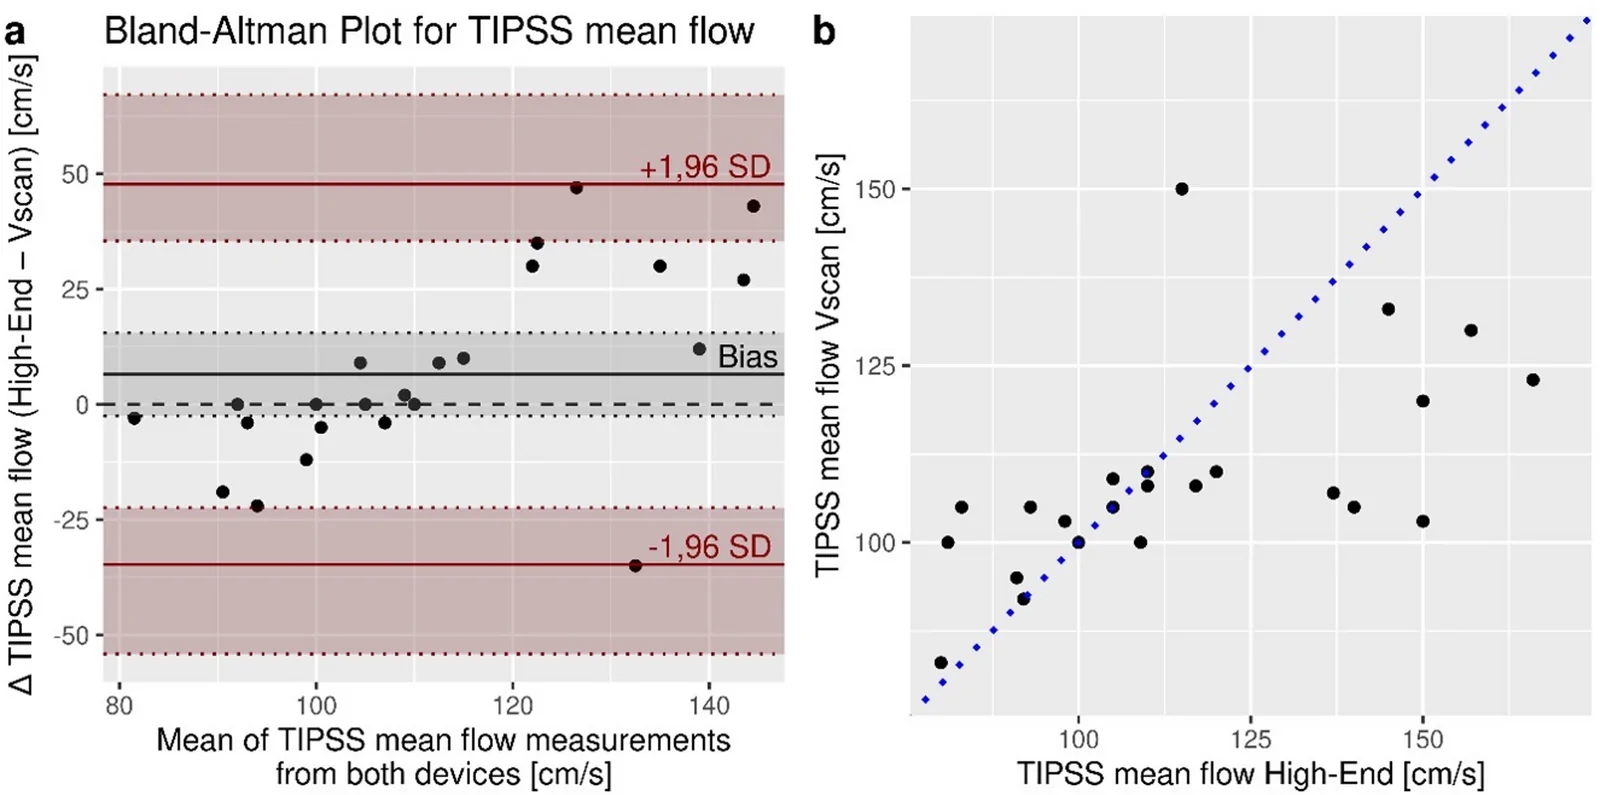 a
Bland-Altman Plot for TIPSS mean flow
Δ TIPSS mean flow (High-End – Vscan) [cm/s]
50
25
0
-25
-50
+1,96 SD
Bias
-1,96 SD
80 100 120 140
Mean of TIPSS mean flow measurements
from both devices [cm/s]
b
TIPSS mean flow Vscan [cm/s]
150
125
100
100 125 150
TIPSS mean flow High-End [cm/s]